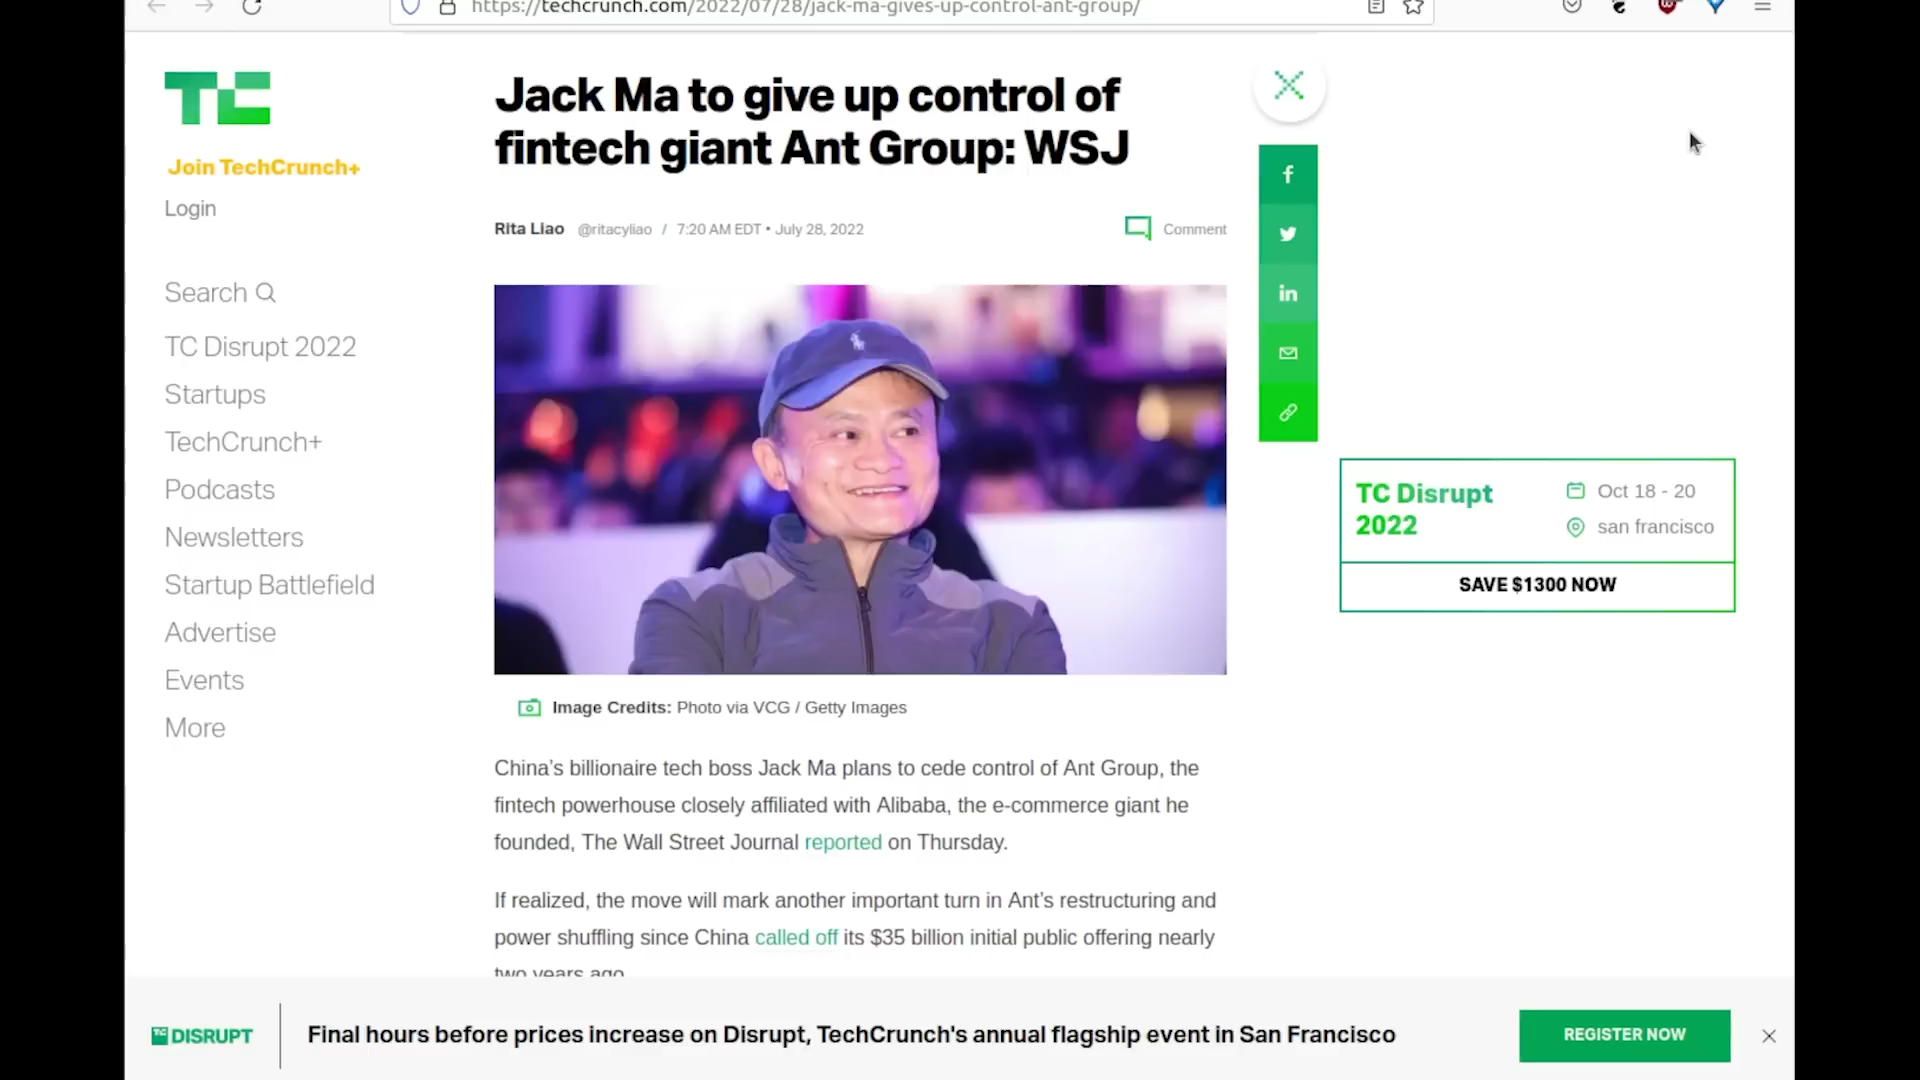 https://techcrunch.com/2022/07/28/jack-ma-gives-up-control-ant-group/
TC
Join TechCrunch+
Login
Search
TC Disrupt 2022
Startups
TechCrunch+
Podcasts
Newsletters
Startup Battlefield
Advertise
Events
More
Jack Ma to give up control of
fintech giant Ant Group: WSJ
Rita Liao @ritacyliao / 7:20 AM EDT • July 28, 2022
Comment
f
in
Image Credits: Photo via VCG / Getty Images
China’s billionaire tech boss Jack Ma plans to cede control of Ant Group, the
fintech powerhouse closely affiliated with Alibaba, the e-commerce giant he
founded, The Wall Street Journal reported on Thursday.
If realized, the move will mark another important turn in Ant’s restructuring and
power shuffling since China called off its $35 billion initial public offering nearly
two years ago
TC Disrupt
2022
Oct 18 - 20
san francisco
SAVE $1300 NOW
TC DISRUPT
Final hours before prices increase on Disrupt, TechCrunch's annual flagship event in San Francisco
REGISTER NOW